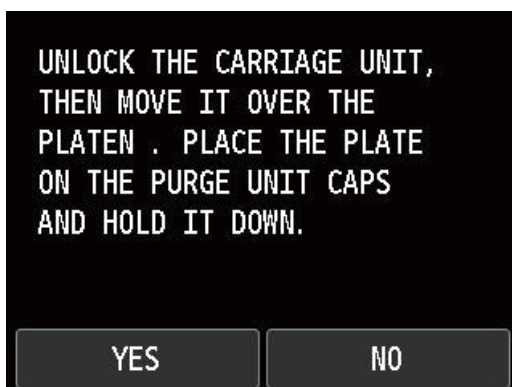 UNLOCK THE CARRIAGE UNIT,
THEN MOVE IT OVER THE
PLATEN . PLACE THE PLATE
ON THE PURGE UNIT CAPS
AND HOLD IT DOWN.
YES
NO